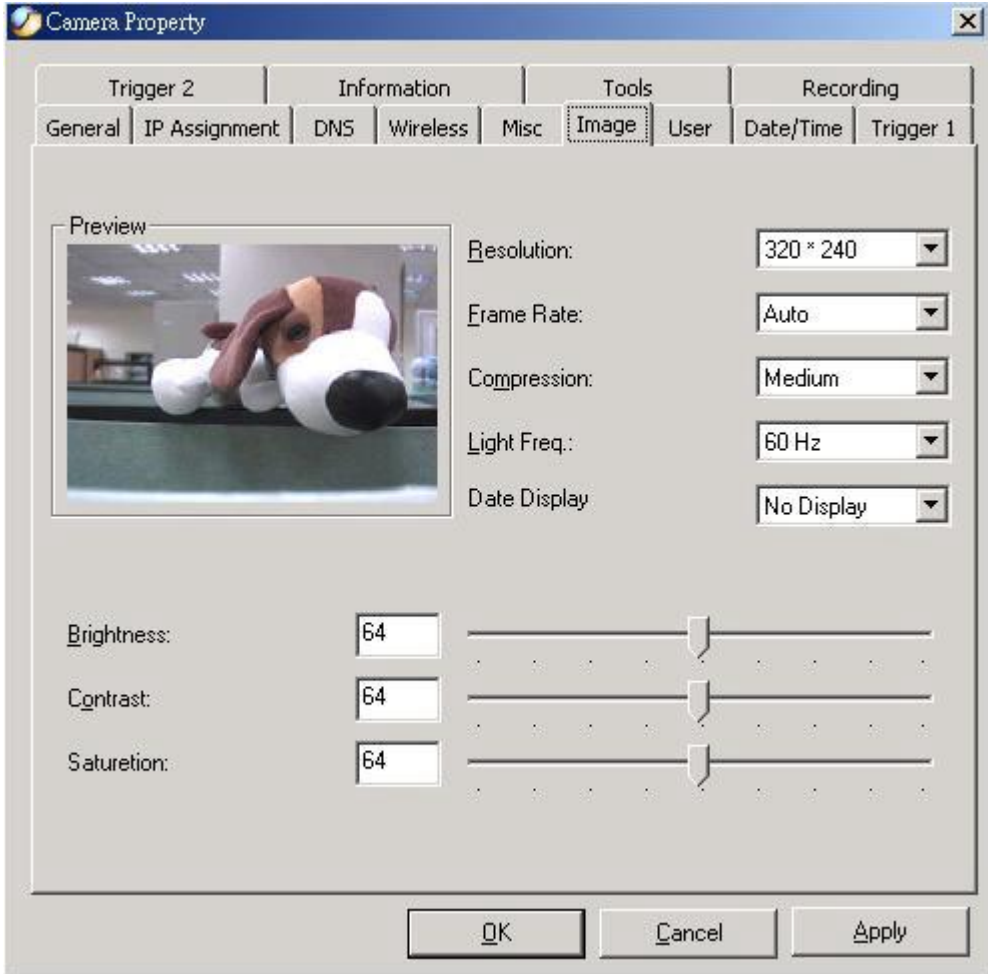 Camera Property
Trigger 2 Information Tools Recording
General IP Assignment DNS Wireless Misc Image User Date/Time Trigger 1
Preview
Resolution: 320 * 240
Frame Rate: Auto
Compression: Medium
Light Freq.: 60 Hz
Date Display No Display
Brightness: 64
Contrast: 64
Saturetion: 64
OK Cancel Apply